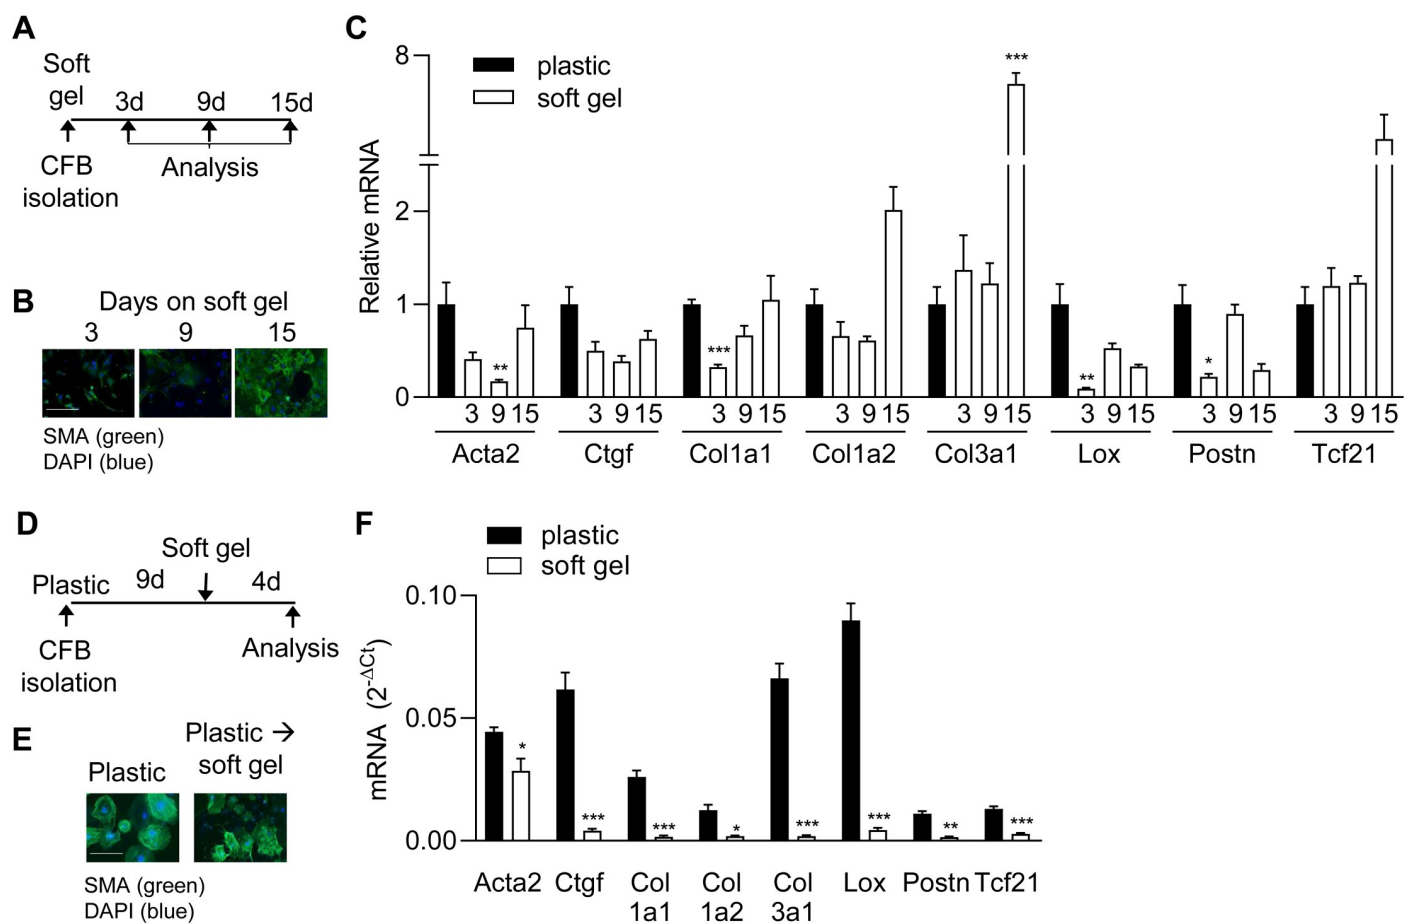 A
Soft
gel
3d
9d
15d
CFB
isolation
Analysis
B
Days on soft gel
3 9 15
SMA (green)
DAPI (blue)
C
plastic
soft gel
Relative mRNA
8
2
1
0
** *** *** ** *
3 9 15 3 9 15 3 9 15 3 9 15 3 9 15 3 9 15 3 9 15 3 9 15
Acta2 Ctgf Col1a1 Col1a2 Col3a1 Lox Postn Tcf21
D
Soft gel
Plastic 9d 4d
CFB
isolation
Analysis
E
Plastic
Plastic →
soft gel
SMA (green)
DAPI (blue)
F
plastic
soft gel
mRNA (2^-ΔCt)
0.10
0.05
0.00
* *** *** * *** *** ** ***
Acta2 Ctgf Col Col Col Lox Postn Tcf21
1a1 1a2 3a1